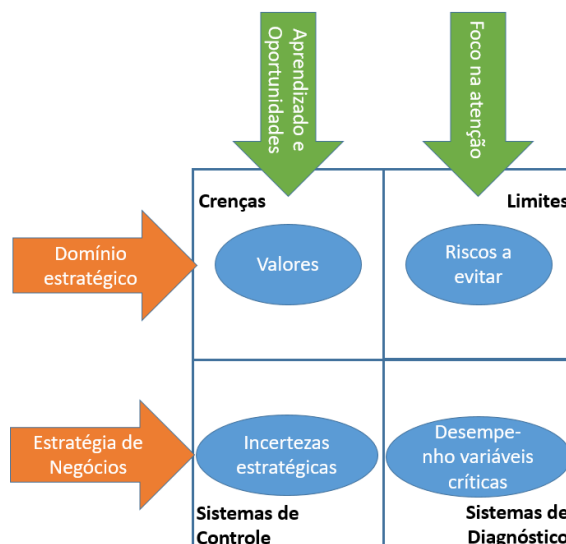 Aprendizado e
Oportunidades
Foco na atenção
Crenças
Limites
Domínio
estratégico
Valores
Riscos a
evitar
Estratégia de
Negócios
Incertezas
estratégicas
Desempe-
nho variáveis
críticas
Sistemas de
Controle
Sistemas de
Diagnóstico